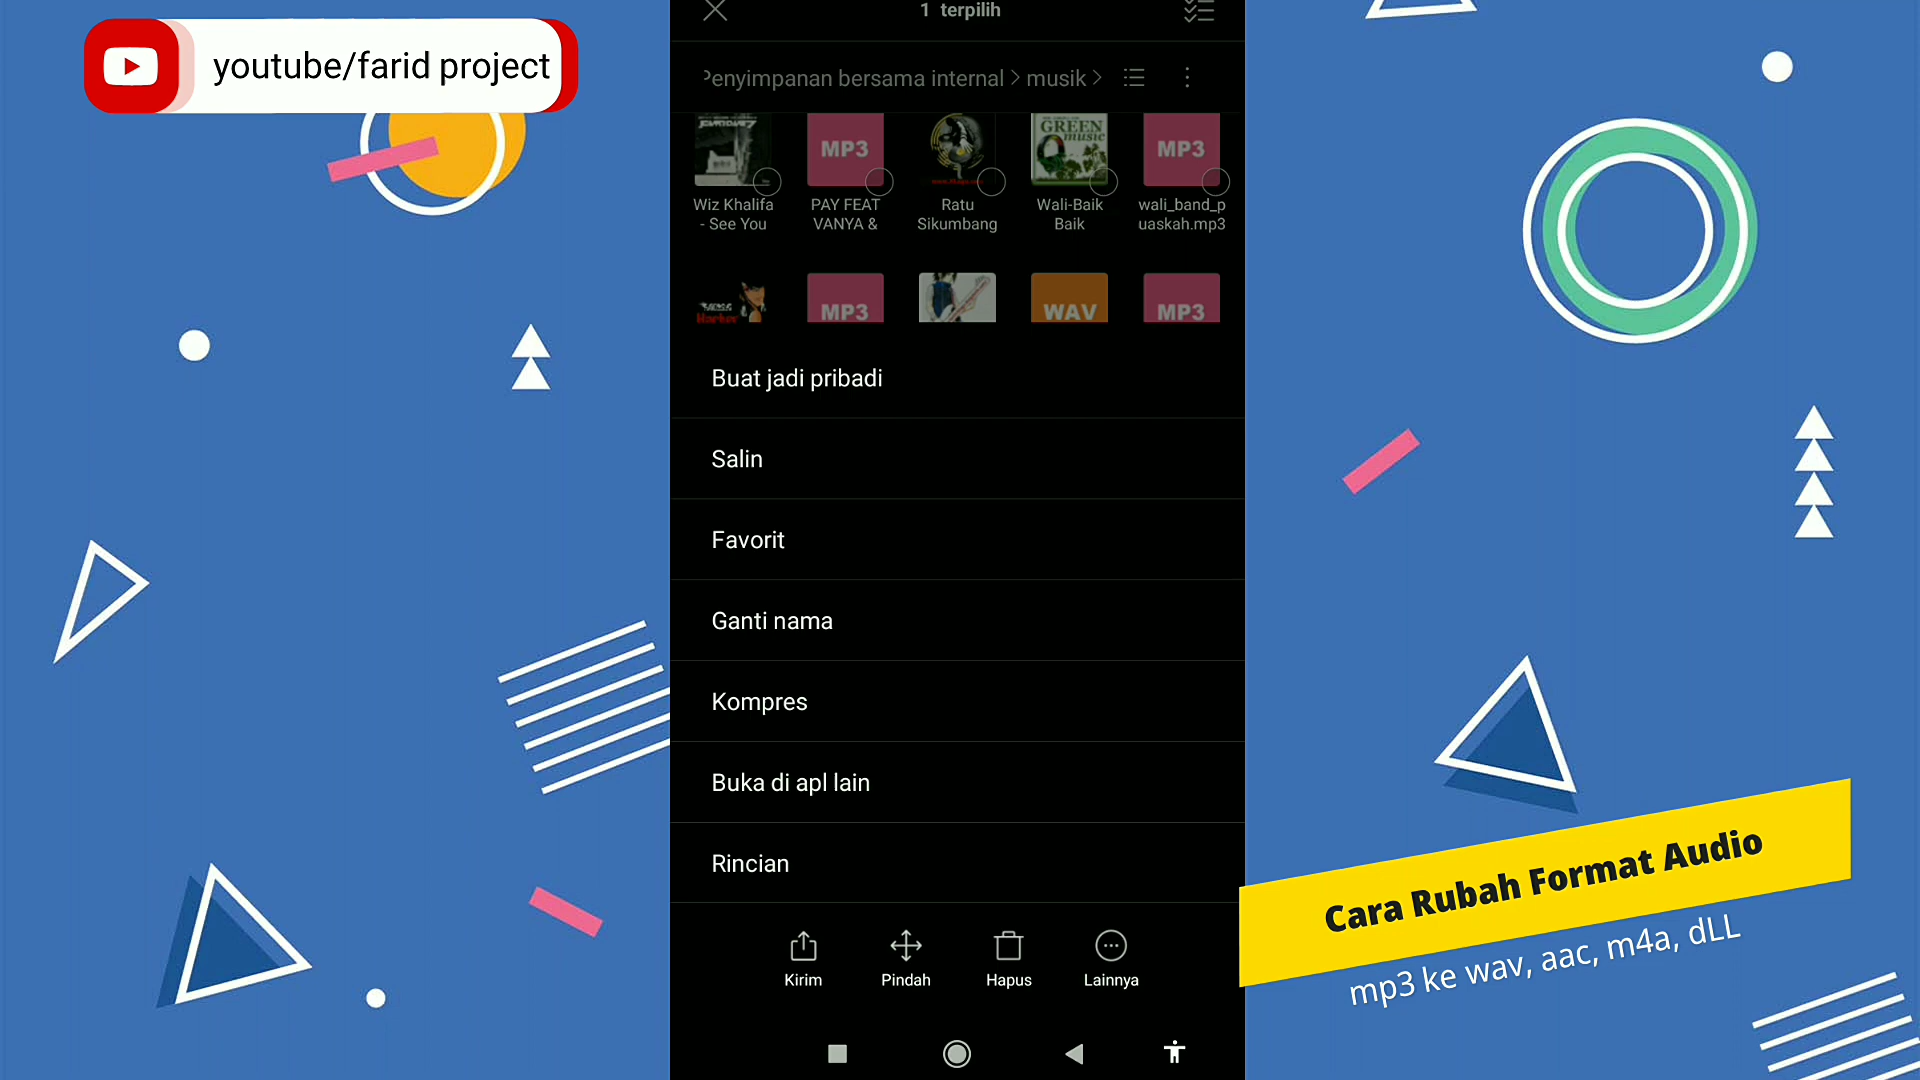 youtube/farid project
1 terpilih
Penyimpanan bersama internal > musik >
MP3
GREEN
music
MP3
Wiz Khalifa
- See You
PAY FEAT
VANYA &
Ratu
Sikumbang
Wali-Baik
Baik
wali_band_p
uaskah.mp3
MP3
WAV
MP3
Buat jadi pribadi
Salin
Favorit
Ganti nama
Kompres
Buka di apl lain
Rincian
Kirim
Pindah
Hapus
Lainnya
Cara Rubah Format Audio
mp3 ke wav, aac, m4a, dLL